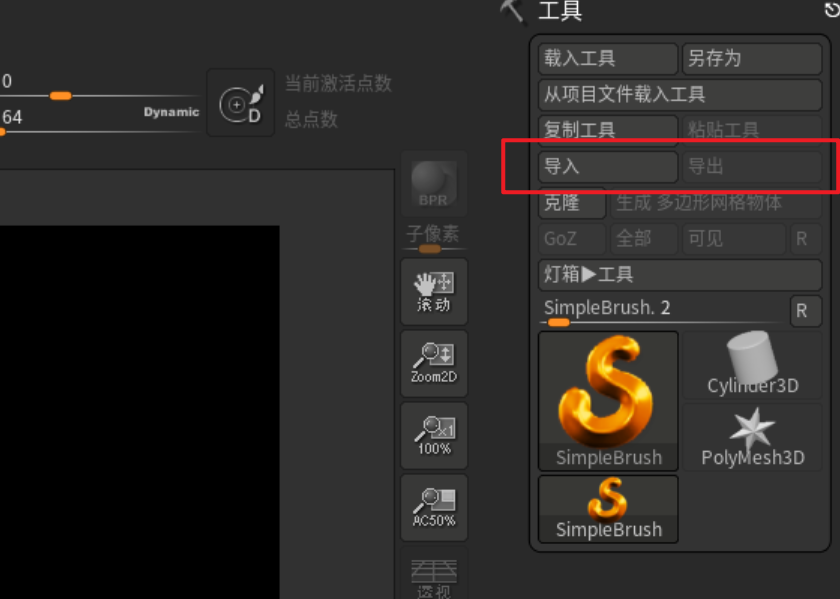 工具
载入工具 另存为
0
当前激活点数
从项目文件载入工具
64
Dynamic
D
总点数
复制工具 粘贴工具
导入 导出
BPR
克隆 生成 多边形网格物体
子像素
GoZ 全部 可见 R
灯箱▶工具
滚动
SimpleBrush. 2 R
Zoom2D
Cylinder3D
x1
100%
SimpleBrush PolyMesh3D
AC50%
SimpleBrush
透视